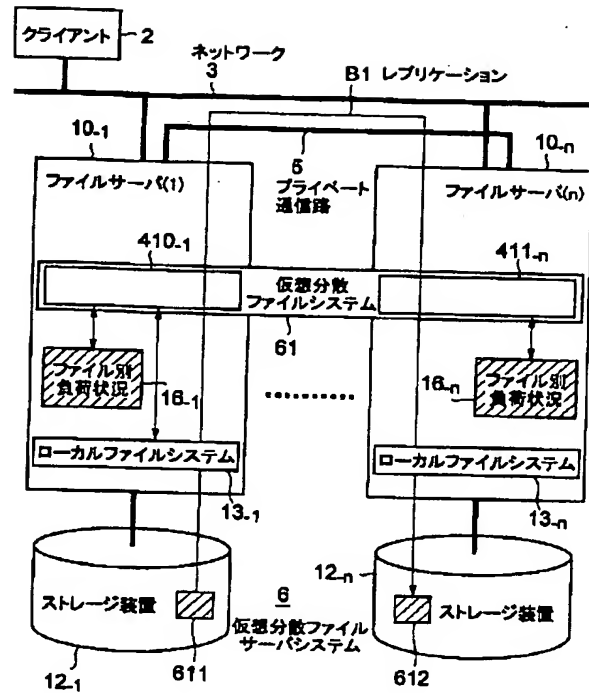 クライアント
2
ネットワーク
3
B1 レプリケーション
10-1
10-n
5
ファイルサーバ(1)
プライベート
通信路
ファイルサーバ(n)
410-1
411-n
仮想分散
ファイルシステム
61
ファイル別
負荷状況
16-1
16-n
ファイル別
負荷状況
ローカルファイルシステム
13-1
ローカルファイルシステム
13-n
12-n
ストレージ装置
6
ストレージ装置
仮想分散ファイル
サーバシステム
12-1
611
612